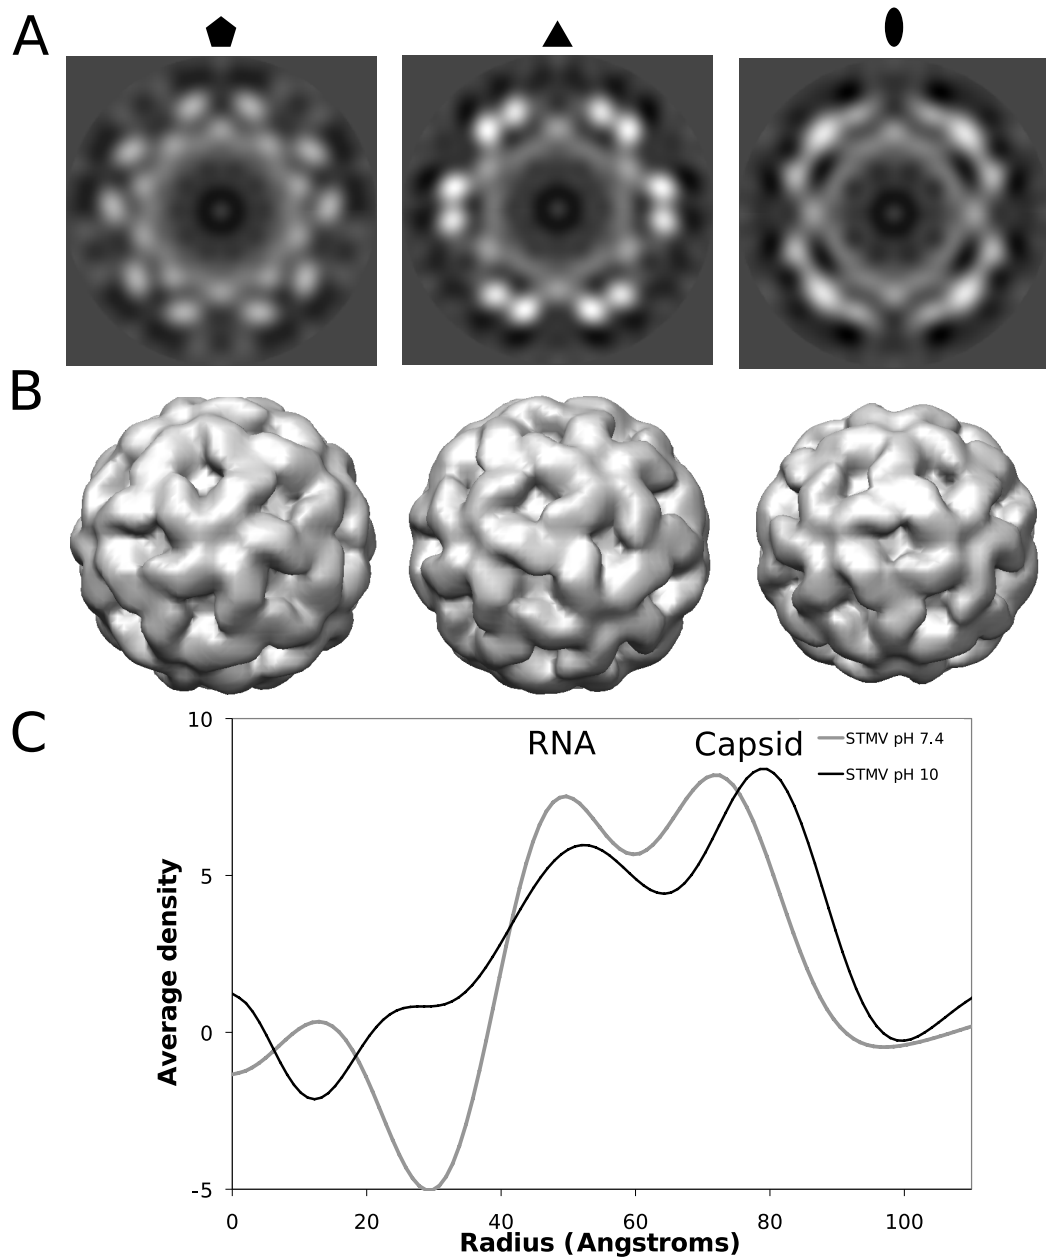 A
B
C
10
RNA
Capsid
STMV pH 7.4
STMV pH 10
5
Average density
0
-5
0 20 40 60 80 100
Radius (Angstroms)